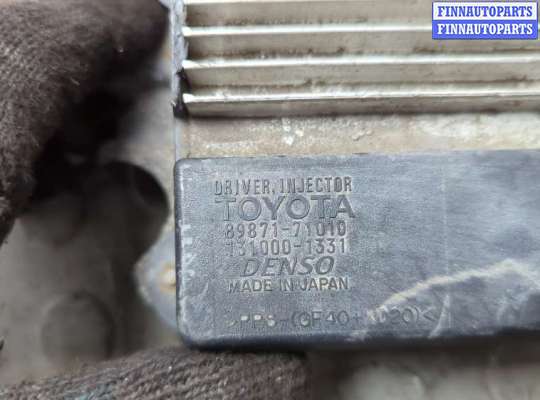 FINNAUTOPARTS
FINNAUTOPARTS
DRIVER, INJECTOR
TOYOTA
89871-71010
131000-1331
DENSO
MADE IN JAPAN